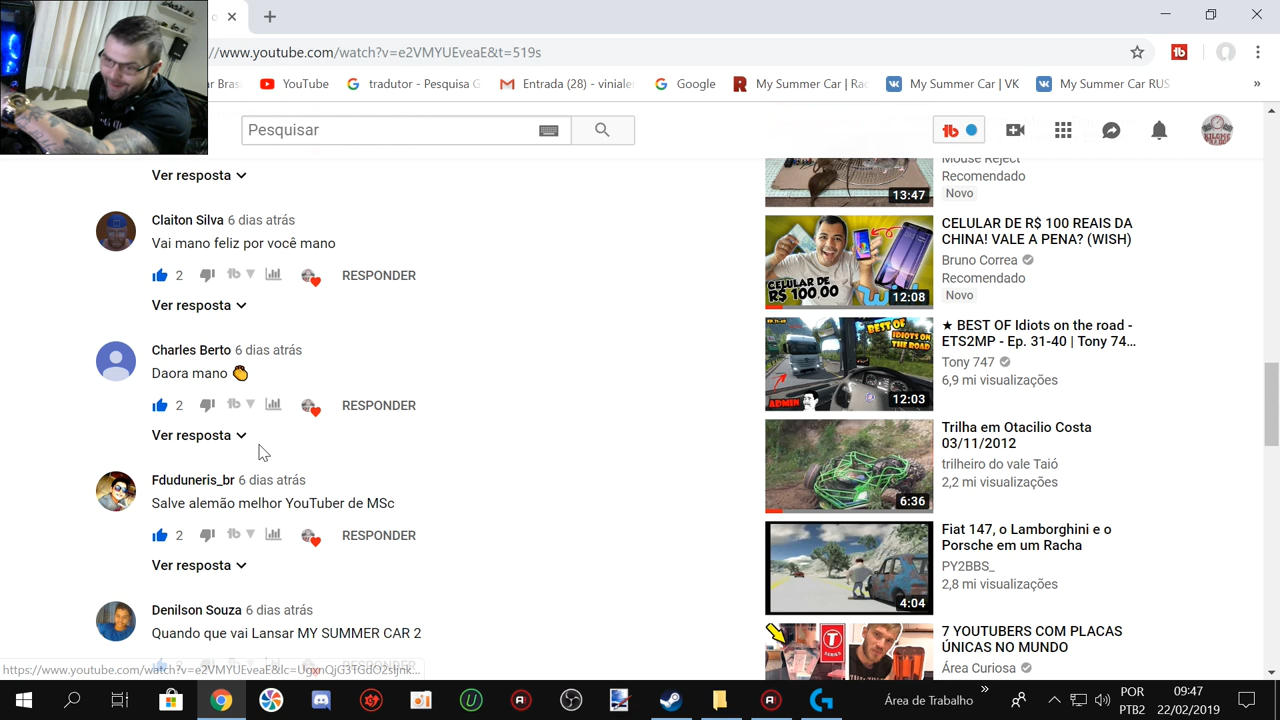 //www.youtube.com/watch?v=e2VMYUEveaE&t=519s
ar Bras
YouTube
tradutor - Pesquisa G
Entrada (28) - viniale
Google
My Summer Car | Ra
My Summer Car | VK
My Summer Car RUS
»
Pesquisar
Ver resposta
Claiton Silva 6 dias atrás
Vai mano feliz por você mano
2 RESPONDER
Ver resposta
Charles Berto 6 dias atrás
Daora mano 👏
2 RESPONDER
Ver resposta
Fduduneris_br 6 dias atrás
Salve alemão melhor YouTuber de MSc
2 RESPONDER
Ver resposta
Denilson Souza 6 dias atrás
Quando que vai Lansar MY SUMMER CAR 2
Mouse Reject
Recomendado
Novo
13:47
CELULAR DE R$ 100 REAIS DA
CHINA! VALE A PENA? (WISH)
Bruno Correa
Recomendado
Novo
CELULAR DE
R$ 100,00
12:08
★ BEST OF Idiots on the road -
ETS2MP - Ep. 31-40 | Tony 74...
Tony 747
6,9 mi visualizações
BEST OF
IDIOTS ON
THE ROAD
ADMIN
12:03
Trilha em Otacilio Costa
03/11/2012
trilheiro do vale Taió
2,2 mi visualizações
6:36
Fiat 147, o Lamborghini e o
Porsche em um Racha
PY2BBS_
2,8 mi visualizações
4:04
7 YOUTUBERS COM PLACAS
ÚNICAS NO MUNDO
Área Curiosa
Área de Trabalho
»
POR
PTB2
09:47
22/02/2019